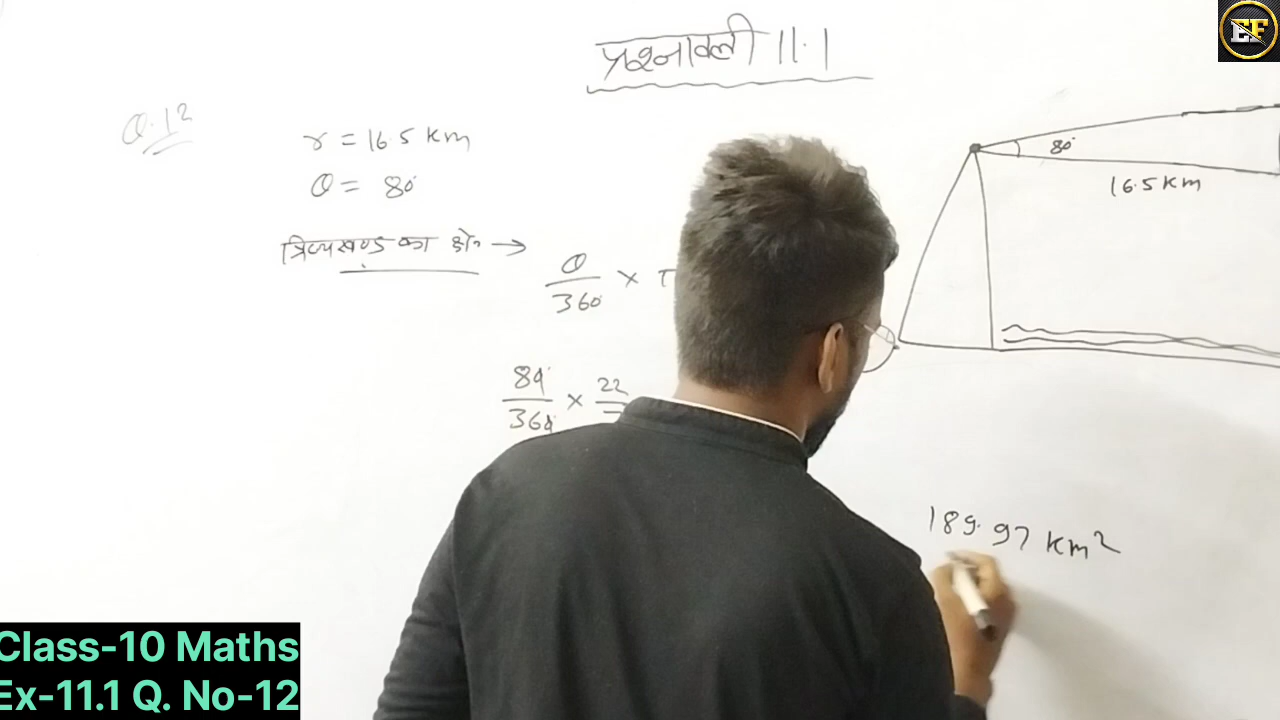 EF
प्रश्नावली 11.1
Q.12
r = 16.5 km
θ = 80°
80°
16.5 km
त्रिज्यखण्ड का क्षे० →
θ/360° ×
80°/360° × 22
189.97 km²
Class-10 Maths
Ex-11.1 Q. No-12